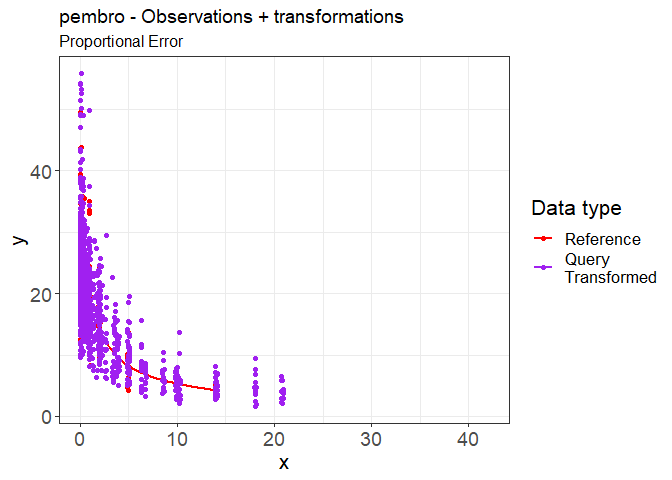 pembro - Observations + transformations
Proportional Error
40
20
0
y
0 10 20 30 40
x
Data type
Reference
Query
Transformed